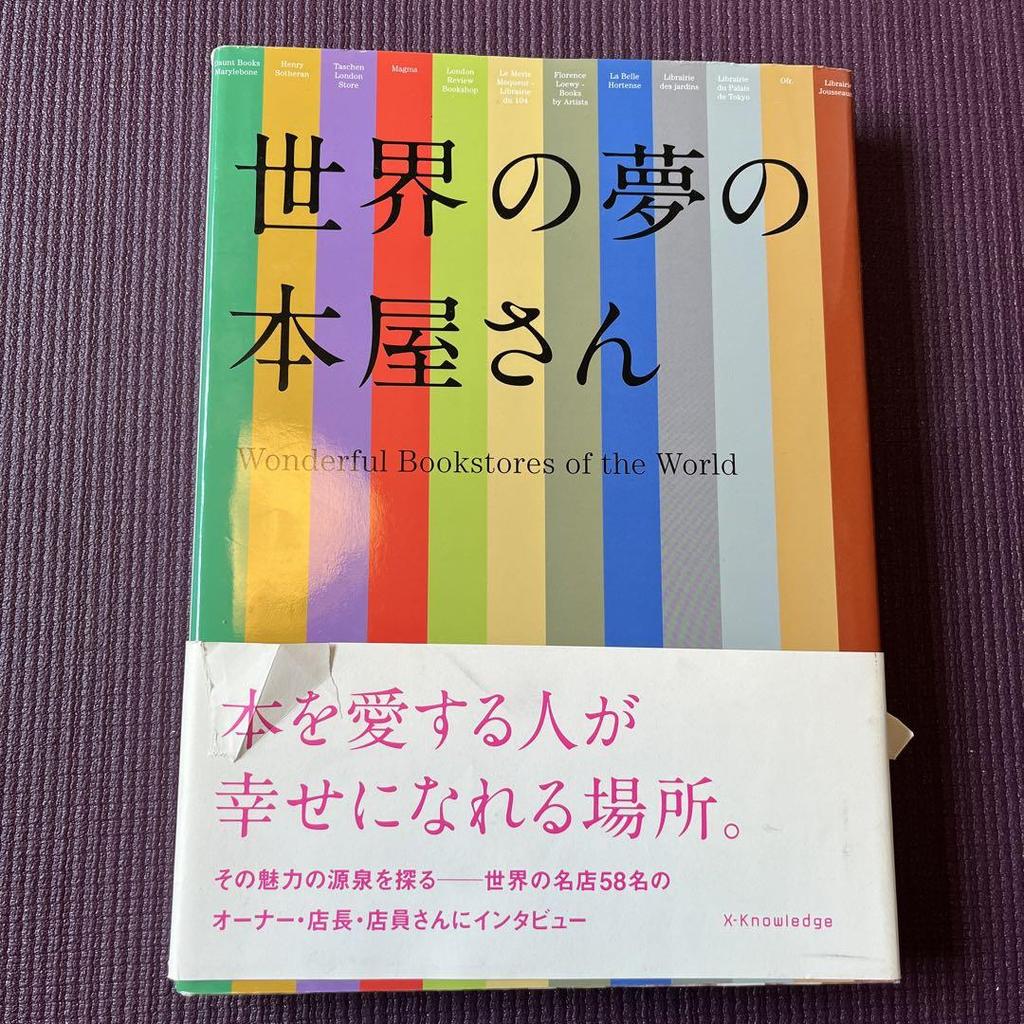 Daunt Books
Marylebone
Henry
Sotheran
Taschen
London
Store
Magma
London
Review
Bookshop
Le Merle
Moqueur -
Librairie
du 104
Florence
Loewy -
Books
by Artists
La Belle
Hortense
Librairie
des jardins
Librairie
du Palais
de Tokyo
Ofr.
Librairie
Jousseaume
世界の夢の
本屋さん
Wonderful Bookstores of the World
本を愛する人が
幸せになれる場所。
その魅力の源泉を探る——世界の名店58名の
オーナー・店長・店員さんにインタビュー
X-Knowledge